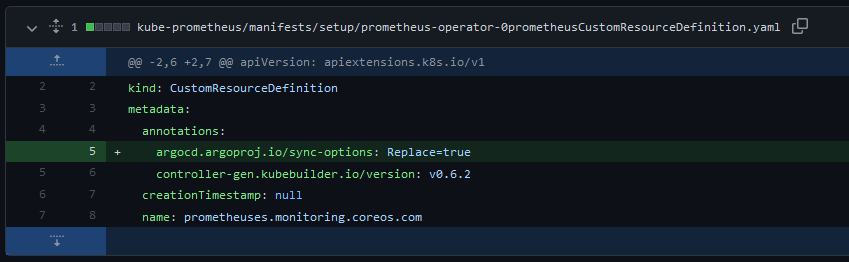 1 kube-prometheus/manifests/setup/prometheus-operator-0prometheusCustomResourceDefinition.yaml
@@ -2,6 +2,7 @@ apiVersion: apiextensions.k8s.io/v1
2 2 kind: CustomResourceDefinition
3 3 metadata:
4 4 annotations:
5 + argocd.argoproj.io/sync-options: Replace=true
5 6 controller-gen.kubebuilder.io/version: v0.6.2
6 7 creationTimestamp: null
7 8 name: prometheuses.monitoring.coreos.com